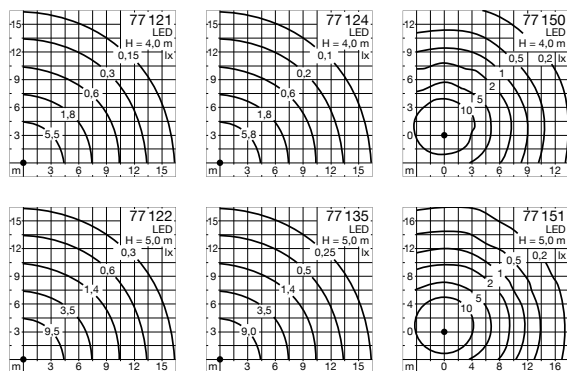 77 121
LED
H = 4,0 m
15
0,15 lx
12
0,3
9
0,6
6
1,8
3
5,5
m 3 6 9 12 15
77 124
LED
H = 4,0 m
15
0,1 lx
12
0,2
9
0,6
6
1,8
3
5,8
m 3 6 9 12 15
77 150
LED
H = 4,0 m
12
0,5 0,2 lx
9
1
2
6
5
10
3
0
m 0 3 6 9 12
77 122
LED
H = 5,0 m
15
0,3 lx
12
0,6
9
1,4
6
3,5
3
9,5
m 3 6 9 12 15
77 135
LED
H = 5,0 m
15
0,25 lx
12
0,5
9
1,4
6
3,5
3
9,0
m 3 6 9 12 15
77 151
LED
H = 5,0 m
16
12
0,5 0,2 lx
1
8
2
5
4
10
0
m 0 4 8 12 16